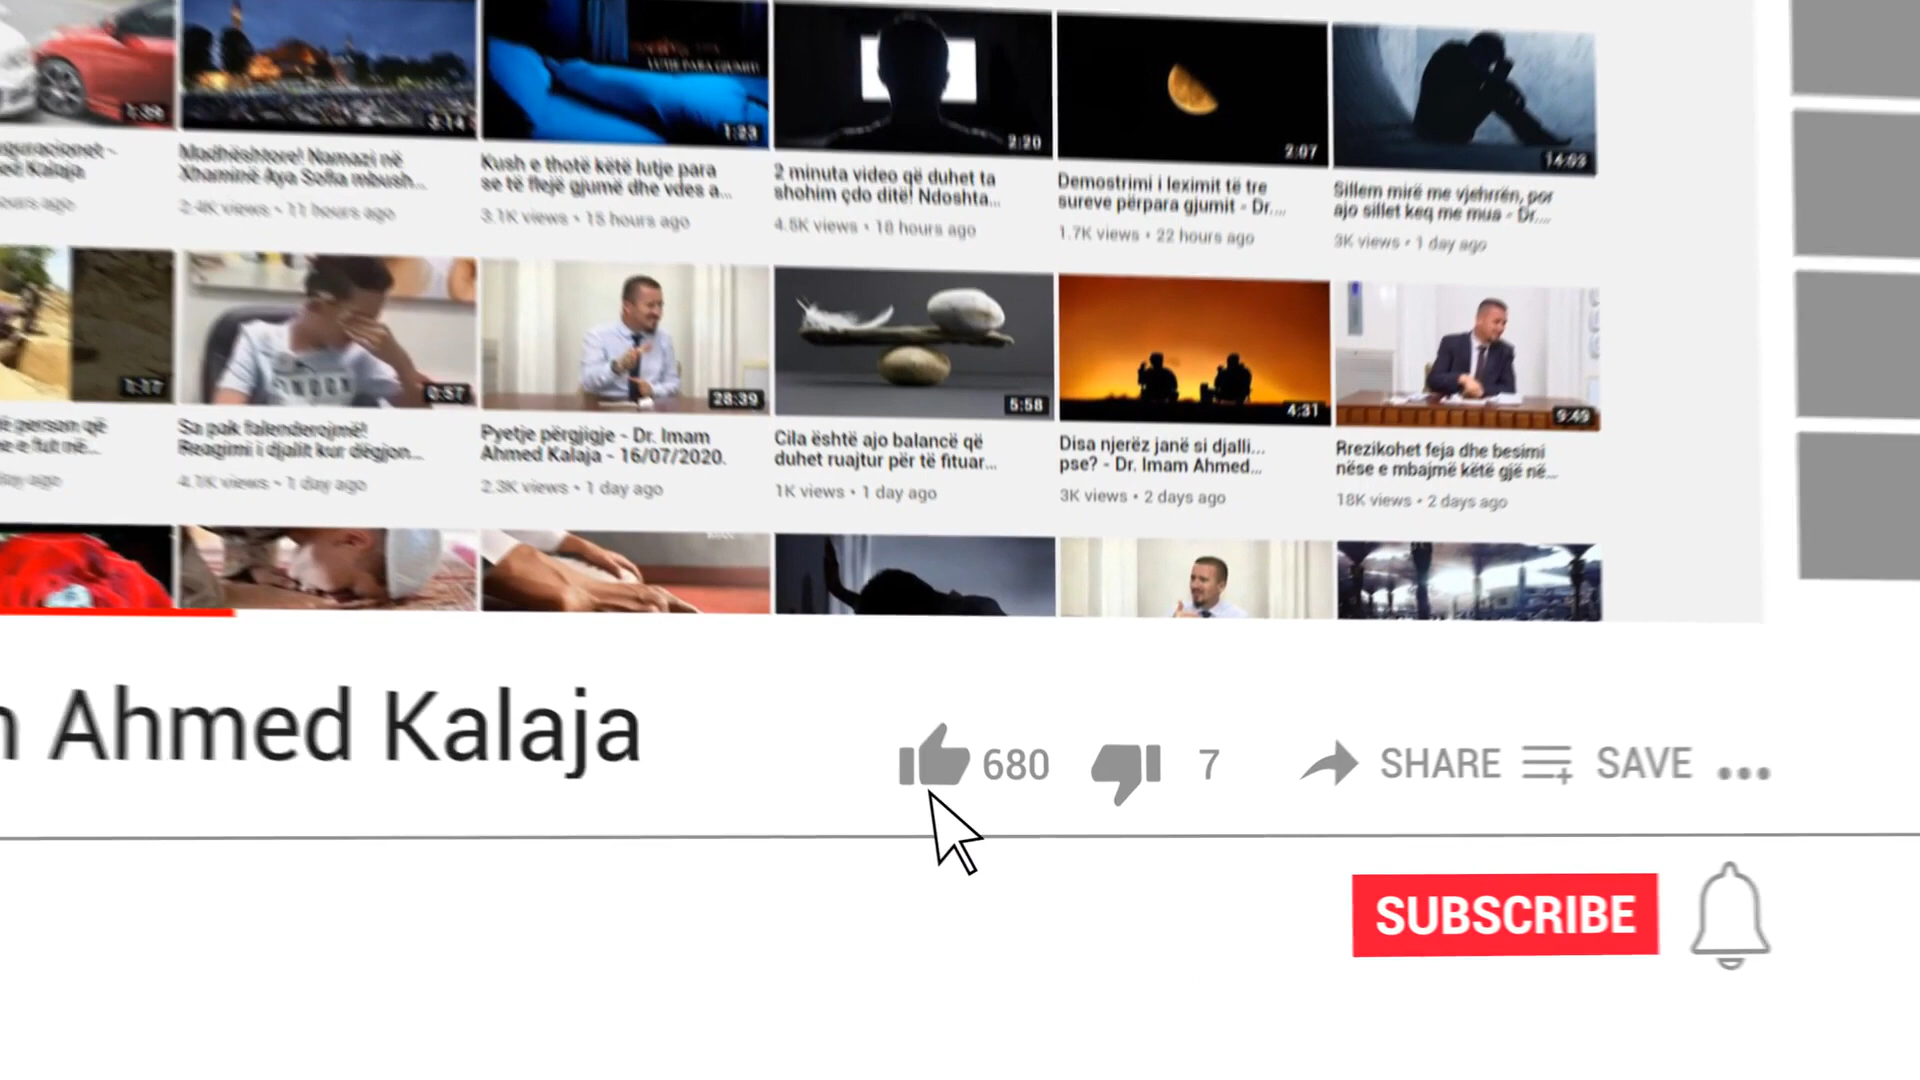 1:39
3:14
LUTJE PARA GJUMIT!
1:23
2:20
2:07
14:53
Kalaja
Madhështore! Namazi në
Xhaminë Aya Sofia mbush...
2.4K views • 11 hours ago
Kush e thotë këtë lutje para
se të flejë gjumë dhe vdes a...
3.1K views • 15 hours ago
2 minuta video që duhet ta
shohim çdo ditë! Ndoshta...
4.5K views • 18 hours ago
Demostrimi i leximit të tre
sureve përpara gjumit - Dr....
1.7K views • 22 hours ago
Sillem mirë me vjehrrën, por
ajo sillet keq me mua - Dr....
3K views • 1 day ago
1:17
0:57
28:39
5:58
4:31
9:49
person që
e fut në...
ago
Sa pak falenderojmë!
Reagimi i djalit kur dëgjon...
4.1K views • 1 day ago
Pyetje përgjigje - Dr. Imam
Ahmed Kalaja - 16/07/2020.
2.3K views • 1 day ago
Cila është ajo balancë që
duhet ruajtur për të fituar...
1K views • 1 day ago
Disa njerëz janë si djalli...
pse? - Dr. Imam Ahmed...
3K views • 2 days ago
Rrezikohet feja dhe besimi
nëse e mbajmë këtë gjë në...
18K views • 2 days ago
Ahmed Kalaja
680 7 SHARE SAVE
SUBSCRIBE